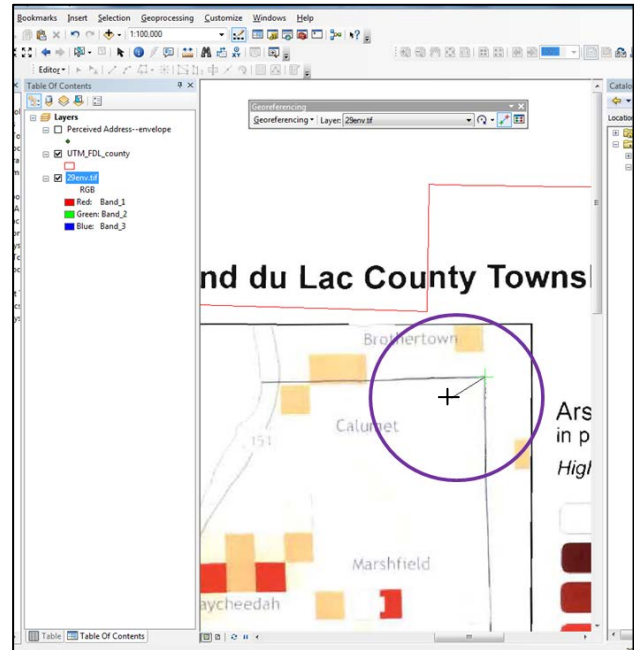 Bookmarks Insert Selection Geoprocessing Customize Windows Help
1:100,000
Editor
Table Of Contents
Catalo
Georeferencing
Georeferencing Layer: 29env.tif
Location
Layers
Perceived Address--envelope
UTM_FDL_county
29env.tif
RGB
Red: Band_1
Green: Band_2
Blue: Band_3
nd du Lac County Townsl
Brothertown
Calumet
151
Ars
in p
High
Marshfield
aycheedah
Table Table Of Contents